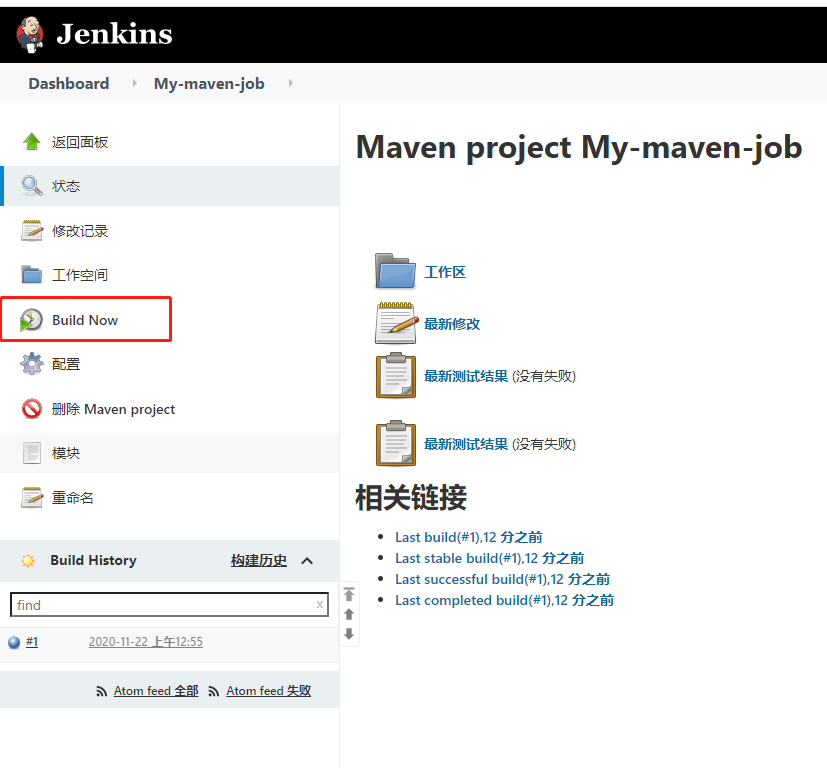 Jenkins
Dashboard My-maven-job
返回面板
状态
修改记录
工作空间
Build Now
配置
删除 Maven project
模块
重命名
Build History 构建历史
find x
#1 2020-11-22 上午12:55
Atom feed 全部 Atom feed 失败
Maven project My-maven-job
工作区
最新修改
最新测试结果 (没有失败)
最新测试结果 (没有失败)
相关链接
Last build(#1),12 分之前
Last stable build(#1),12 分之前
Last successful build(#1),12 分之前
Last completed build(#1),12 分之前